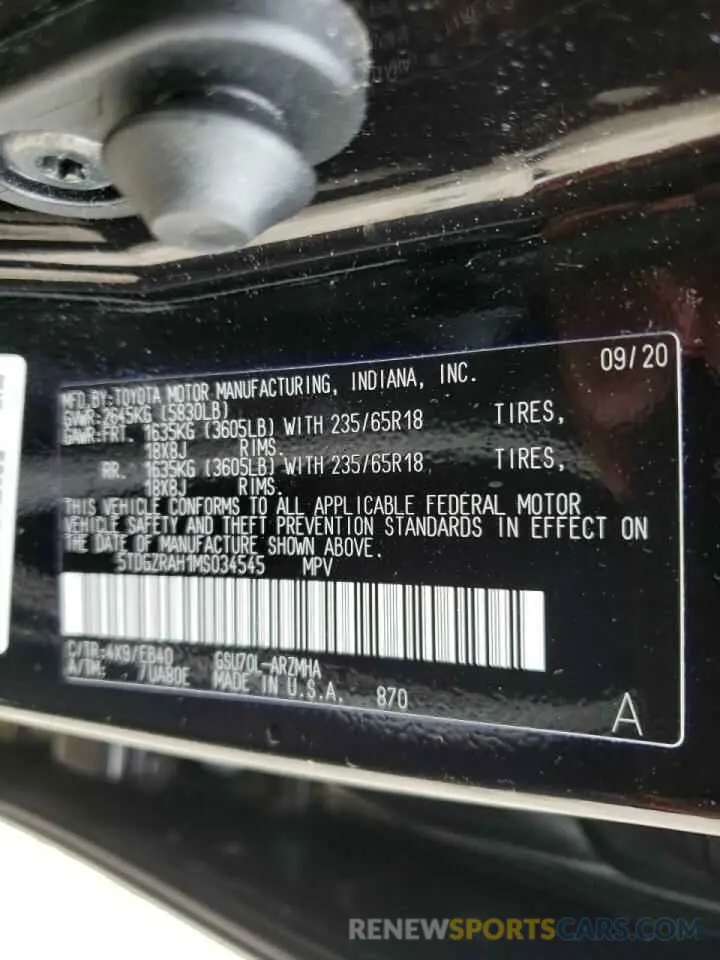 09/20
MFD.BY:TOYOTA MOTOR MANUFACTURING, INDIANA, INC.
GVWR:2645KG (5830LB)
GAWR:FRT. 1635KG (3605LB) WITH 235/65R18 TIRES,
18X8J RIMS.
RR. 1635KG (3605LB) WITH 235/65R18 TIRES,
18X8J RIMS.
THIS VEHICLE CONFORMS TO ALL APPLICABLE FEDERAL MOTOR
VEHICLE SAFETY AND THEFT PREVENTION STANDARDS IN EFFECT ON
THE DATE OF MANUFACTURE SHOWN ABOVE.
5TDGZRAH1MS034545 MPV
C/TR:4X9/EB40 GSU70L-ARZMHA
A/TM: 7UAB0E MADE IN U.S.A. 870
A
RENEWSPORTSCARS.COM